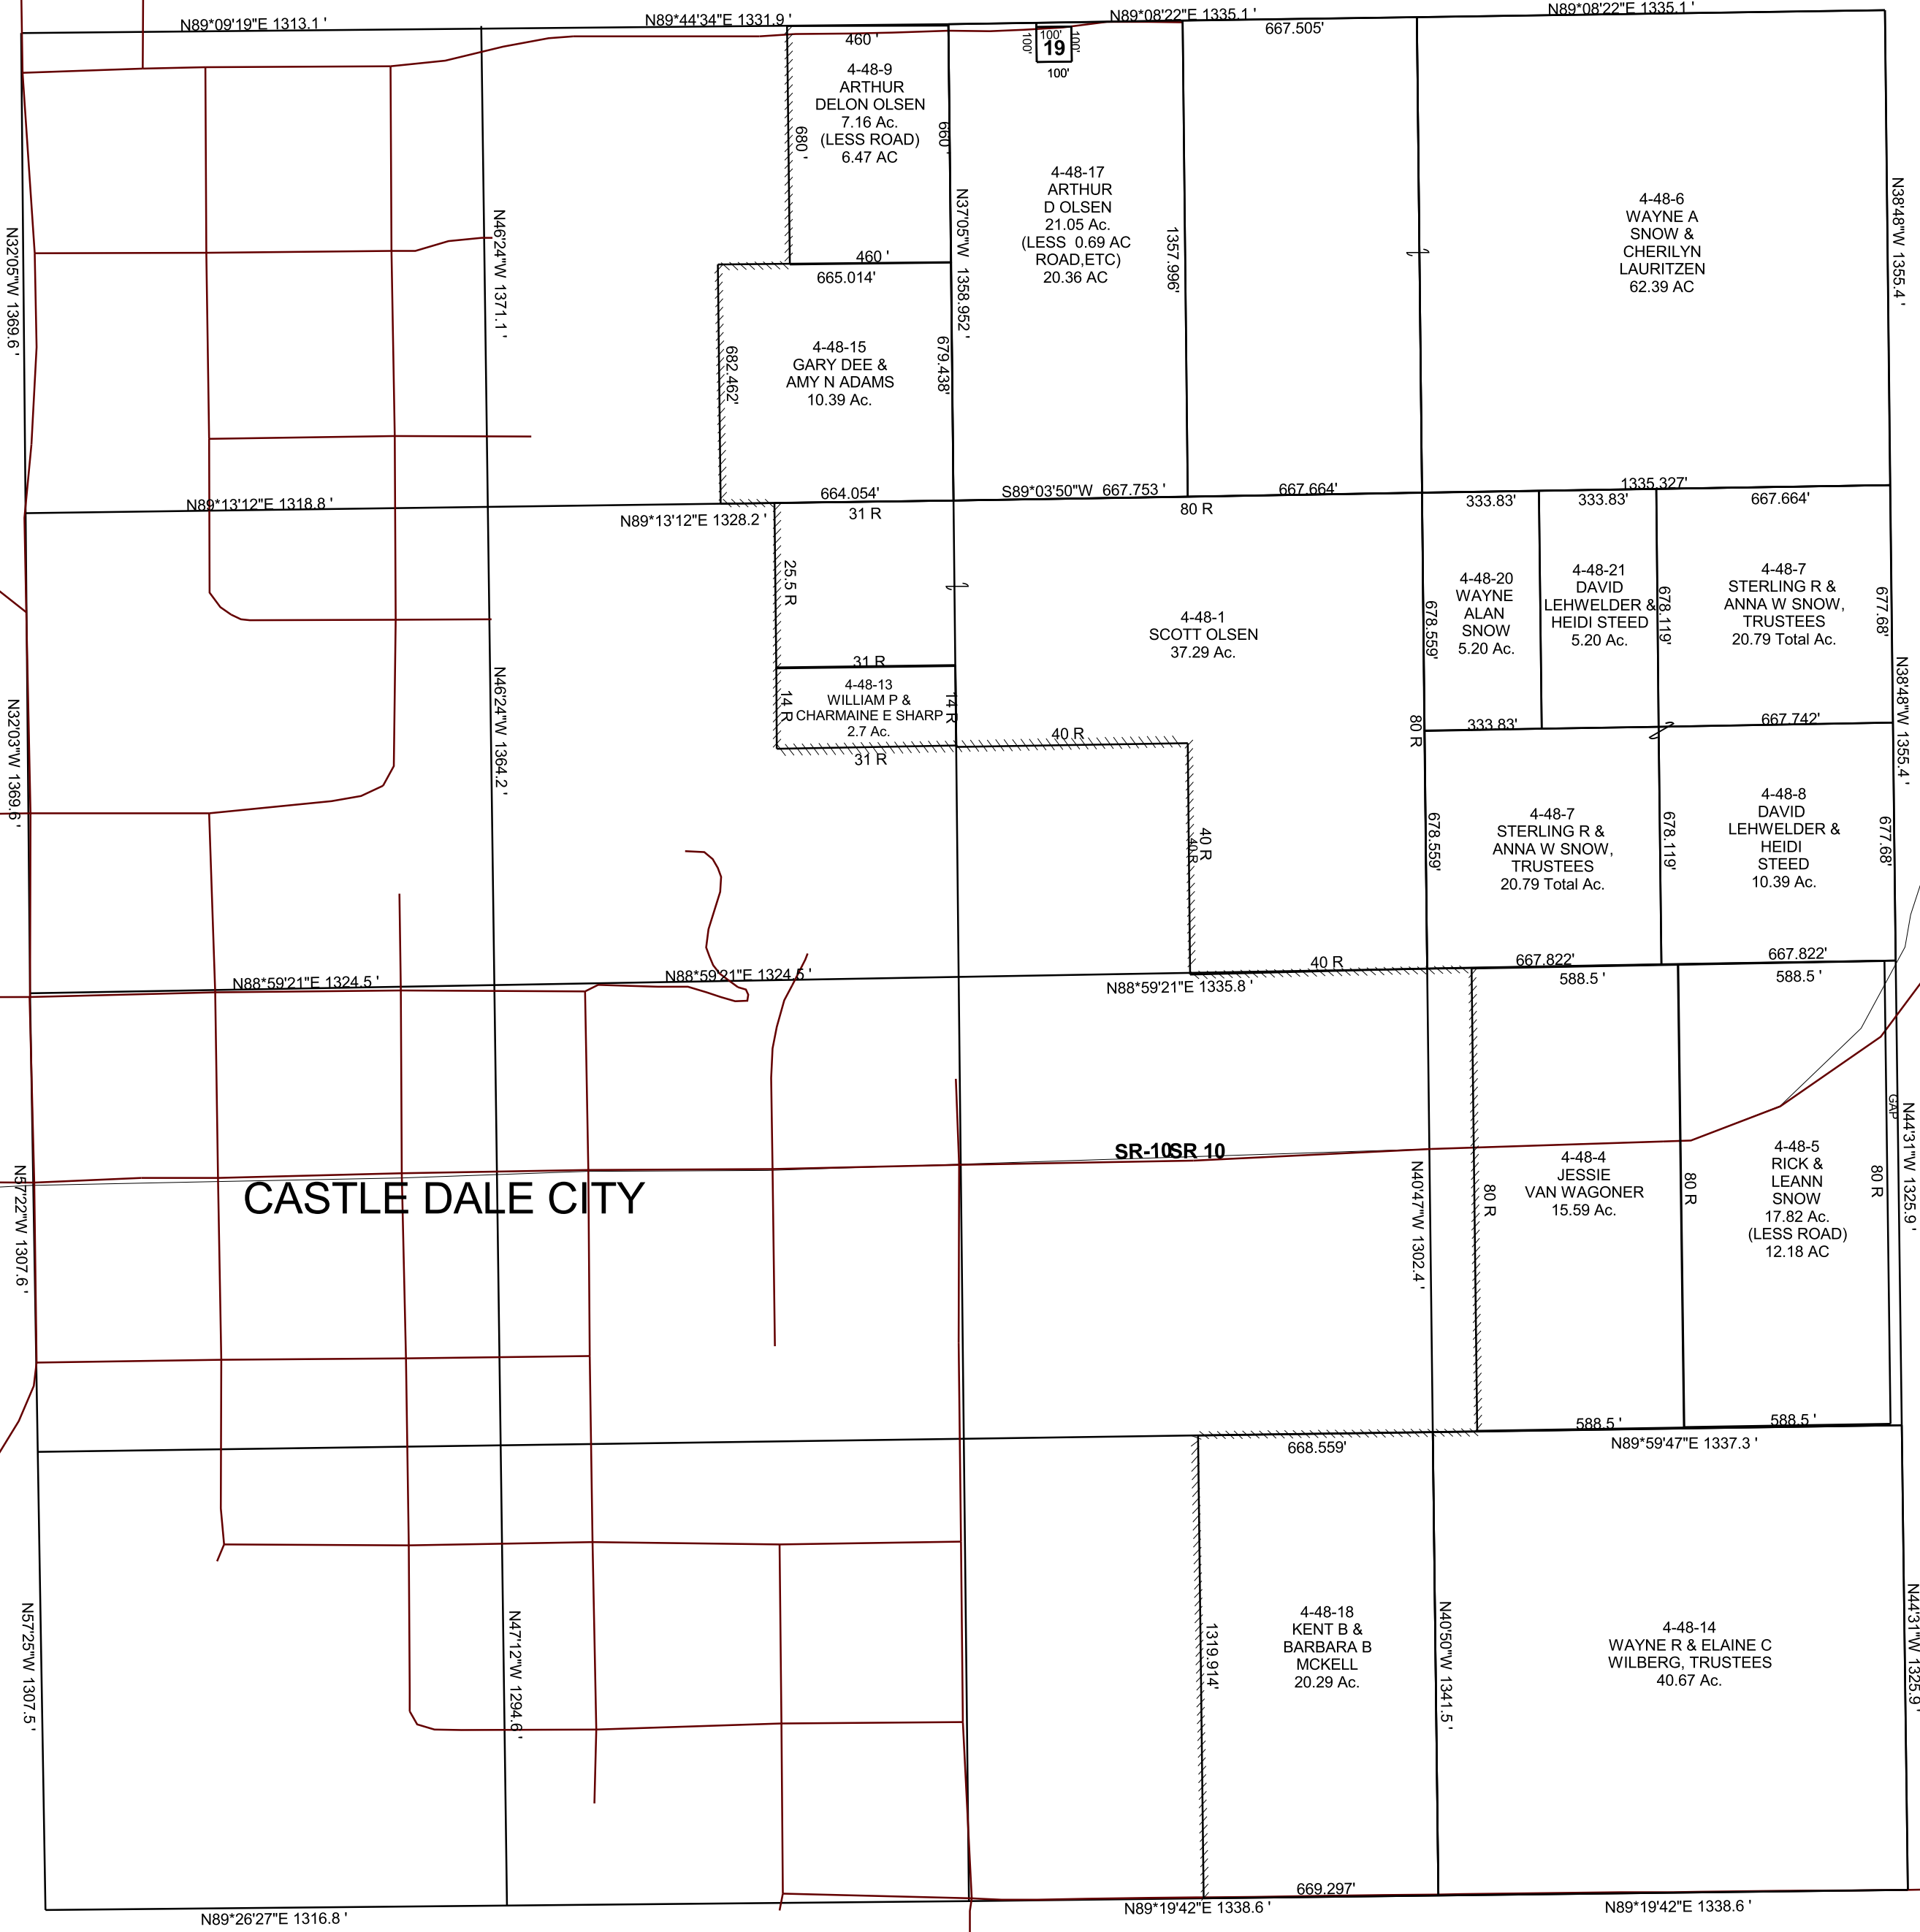 N89*09'19"E 1313.1 '
N89*44'34"E 1331.9 '
N89*08'22"E 1335.1 '
N89*08'22"E 1335.1 '
460 '
4-48-9
ARTHUR
DELON OLSEN
7.16 Ac.
(LESS ROAD)
6.47 AC
680 '
660 '
460 '
100'
100'
100'
19
100'
667.505'
4-48-17
ARTHUR
D OLSEN
21.05 Ac.
(LESS 0.69 AC
ROAD,ETC)
20.36 AC
1357.996'
4-48-6
WAYNE A
SNOW &
CHERILYN
LAURITZEN
62.39 AC
N32'05"W 1369.6 '
N46'24"W 1371.1 '
N37'05"W 1358.952 '
N38'48"W 1355.4 '
665.014'
682.462'
4-48-15
GARY DEE &
AMY N ADAMS
10.39 Ac.
679.438'
664.054'
N89*13'12"E 1318.8 '
N89*13'12"E 1328.2 '
31 R
S89*03'50"W 667.753 '
80 R
667.664'
1335.327'
333.83'
333.83'
667.664'
25.5 R
31 R
4-48-13
WILLIAM P &
CHARMAINE E SHARP
2.7 Ac.
14 R
14 R
31 R
4-48-1
SCOTT OLSEN
37.29 Ac.
40 R
40 R
40 R
40 R
80 R
678.559'
4-48-20
WAYNE
ALAN
SNOW
5.20 Ac.
4-48-21
DAVID
LEHWELDER &
HEIDI STEED
5.20 Ac.
678.119'
4-48-7
STERLING R &
ANNA W SNOW,
TRUSTEES
20.79 Total Ac.
677.68'
333.83'
667.742'
N32'03"W 1369.6 '
N46'24"W 1364.2 '
N38'48"W 1355.4 '
678.559'
4-48-7
STERLING R &
ANNA W SNOW,
TRUSTEES
20.79 Total Ac.
678.119'
4-48-8
DAVID
LEHWELDER &
HEIDI
STEED
10.39 Ac.
677.68'
N88*59'21"E 1324.5 '
N88*59'21"E 1324.5 '
N88*59'21"E 1335.8 '
667.822'
667.822'
588.5 '
588.5 '
GAP
SR-10
SR 10
CASTLE DALE CITY
N57'22"W 1307.6 '
N40'47"W 1302.4 '
80 R
4-48-4
JESSIE
VAN WAGONER
15.59 Ac.
80 R
4-48-5
RICK &
LEANN
SNOW
17.82 Ac.
(LESS ROAD)
12.18 AC
80 R
N44'31"W 1325.9 '
588.5 '
588.5 '
668.559'
N89*59'47"E 1337.3 '
N57'25"W 1307.5 '
N47'12"W 1294.6 '
1319.914'
4-48-18
KENT B &
BARBARA B
MCKELL
20.29 Ac.
N40'50"W 1341.5 '
4-48-14
WAYNE R & ELAINE C
WILBERG, TRUSTEES
40.67 Ac.
N44'31"W 1325.9 '
669.297'
N89*26'27"E 1316.8 '
N89*19'42"E 1338.6 '
N89*19'42"E 1338.6 '